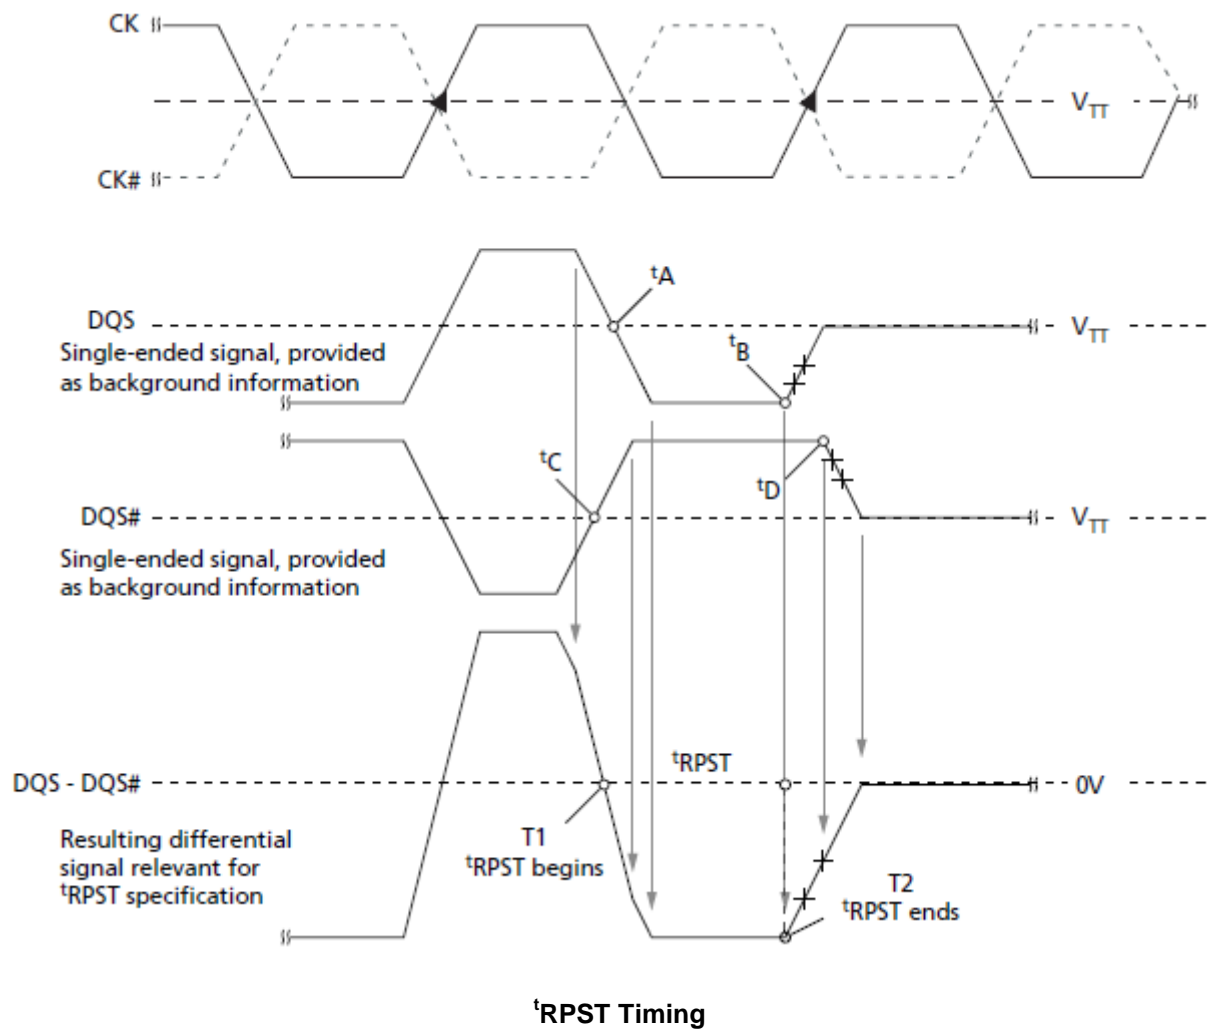 CK
V_TT
CK#
tA
DQS
V_TT
Single-ended signal, provided
as background information
tB
tC
tD
DQS#
V_TT
Single-ended signal, provided
as background information
tRPST
DQS - DQS#
0V
Resulting differential
signal relevant for
tRPST specification
T1
tRPST begins
T2
tRPST ends
tRPST Timing